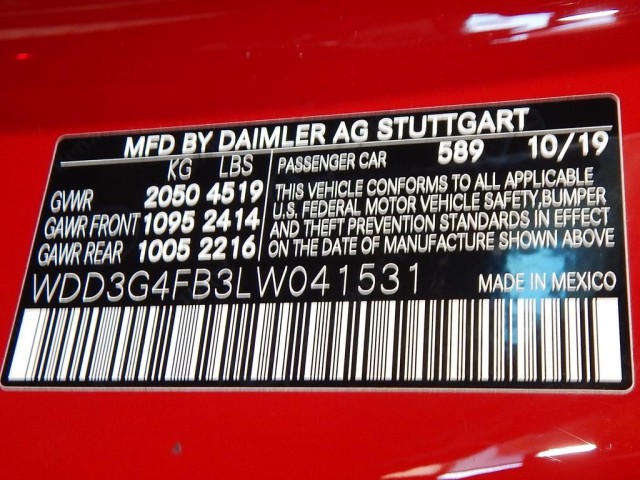 MFD BY DAIMLER AG STUTTGART
KG LBS
GVWR 2050 4519
GAWR FRONT 1095 2414
GAWR REAR 1005 2216
PASSENGER CAR 589 10/19
THIS VEHICLE CONFORMS TO ALL APPLICABLE
U.S. FEDERAL MOTOR VEHICLE SAFETY,BUMPER
AND THEFT PREVENTION STANDARDS IN EFFECT
ON THE DATE OF MANUFACTURE SHOWN ABOVE
WDD3G4FB3LW041531 MADE IN MEXICO